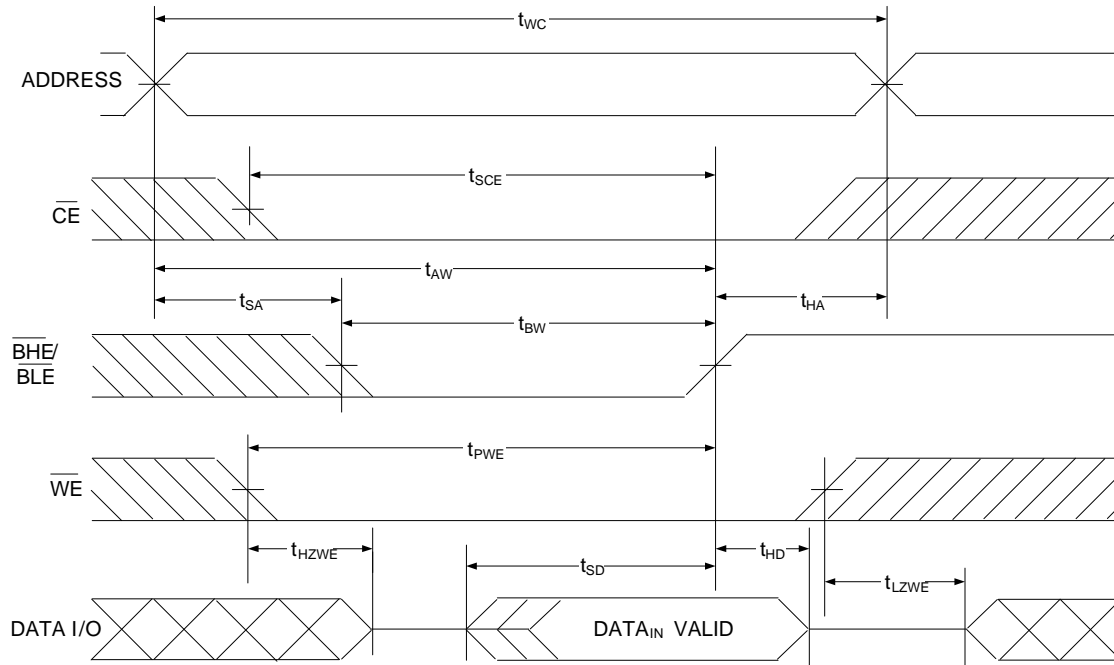 tWC
ADDRESS
tSCE
CE
tAW
tSA
tHA
tBW
BHE/
BLE
tPWE
WE
tHZWE
tSD
tHD
tLZWE
DATA I/O
DATAIN VALID